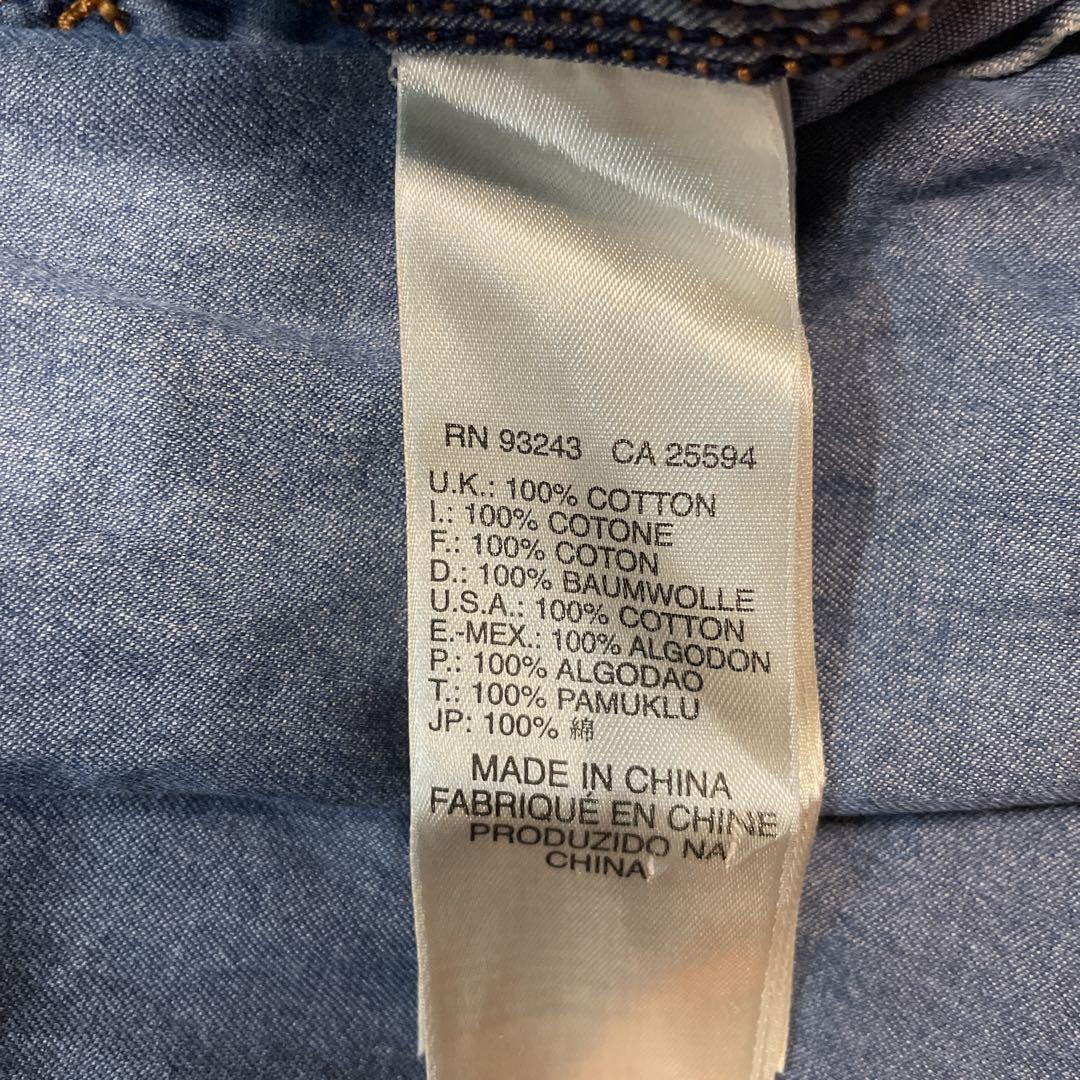 RN 93243 CA 25594
U.K.: 100% COTTON
I.: 100% COTONE
F.: 100% COTON
D.: 100% BAUMWOLLE
U.S.A.: 100% COTTON
E.-MEX.: 100% ALGODON
P.: 100% ALGODAO
T.: 100% PAMUKLU
JP: 100% 綿
MADE IN CHINA
FABRIQUÉ EN CHINE
PRODUZIDO NA
CHINA